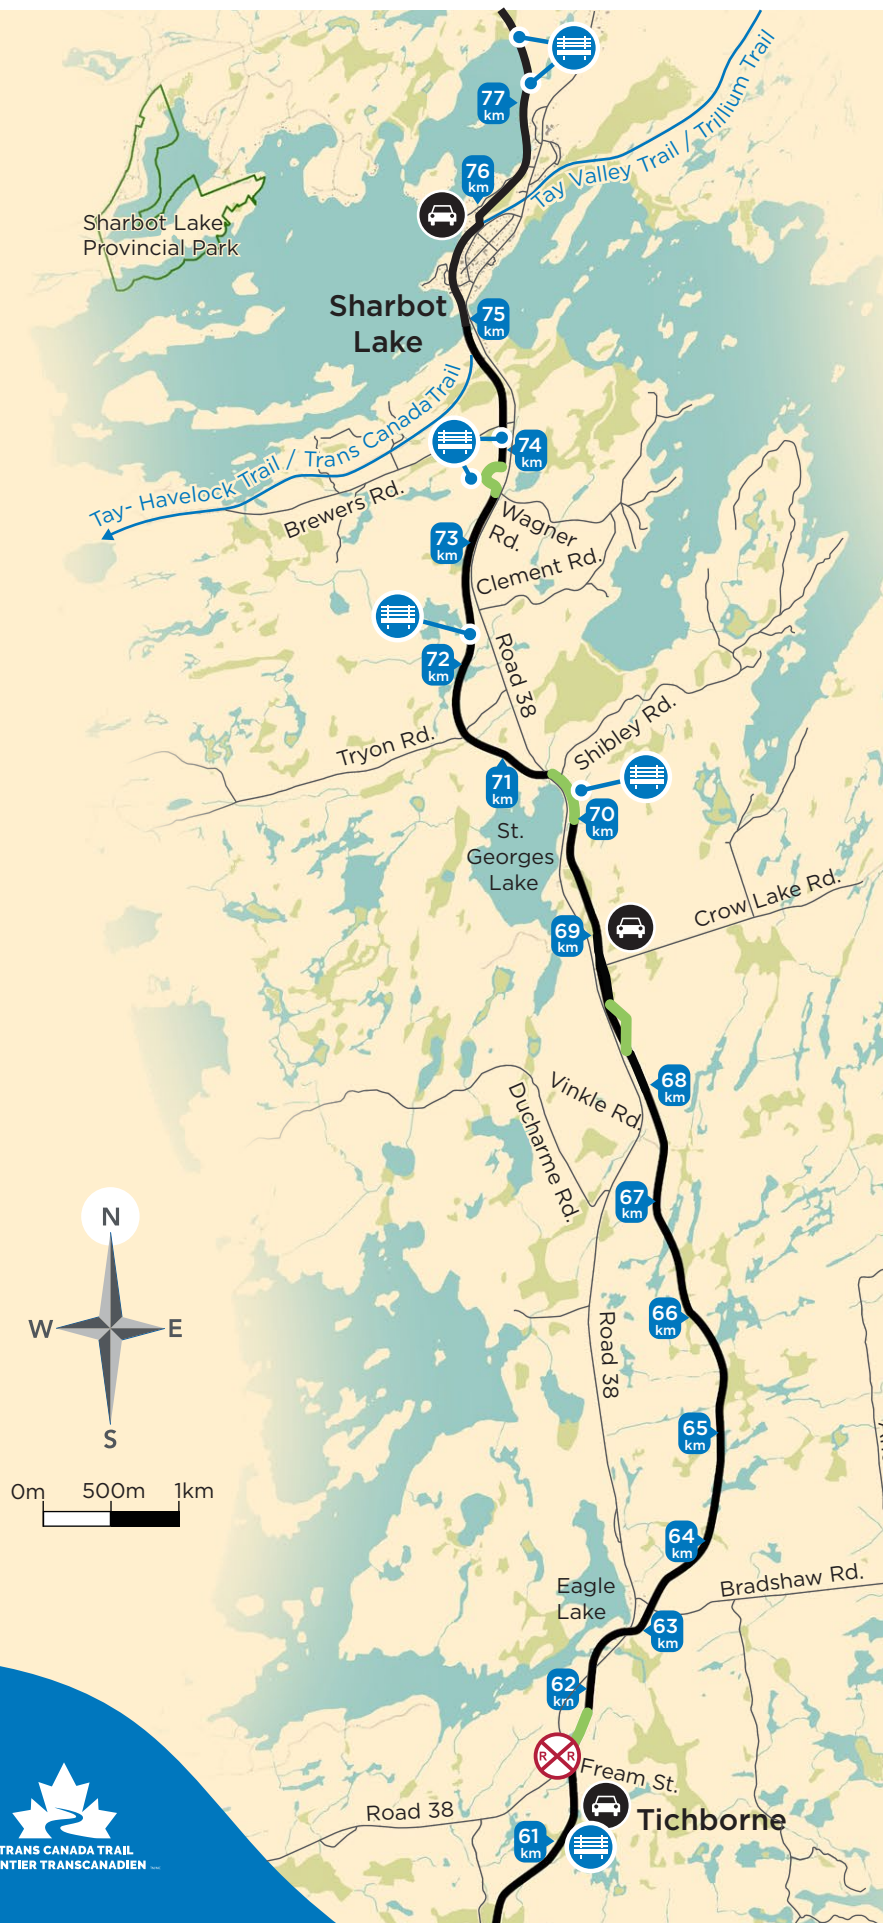 77
km
Tay Valley Trail / Trillium Trail
76
km
Sharbot Lake
Provincial Park
Sharbot
Lake
75
km
Tay- Havelock Trail / Trans Canada Trail
74
km
Brewers Rd.
Wagner
Rd.
73
km
Clement Rd.
72
km
Road 38
Tryon Rd.
Shibley Rd.
71
km
70
km
St.
Georges
Lake
Crow Lake Rd.
69
km
68
km
Vinkle Rd.
Ducharme Rd.
67
km
N
W
E
S
66
km
Road 38
65
km
0m
500m
1km
64
km
Eagle
Lake
Bradshaw Rd.
63
km
62
km
R R
Fream St.
Road 38
Tichborne
61
km
TRANS CANADA TRAIL
NTIER TRANSCANADIEN